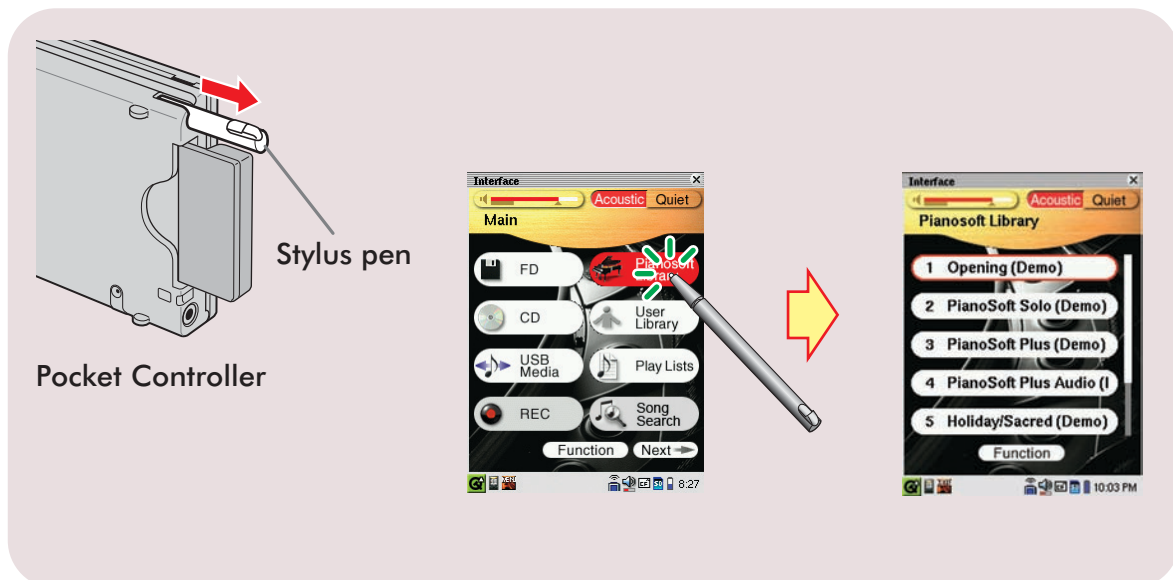 Stylus pen
Pocket Controller
Interface
Acoustic Quiet
Main
FD
Pianosoft
Library
CD
User
Library
USB
Media
Play Lists
REC
Song
Search
Function
Next
8:27
Interface
Acoustic Quiet
Pianosoft Library
1 Opening (Demo)
2 PianoSoft Solo (Demo)
3 PianoSoft Plus (Demo)
4 PianoSoft Plus Audio (I
5 Holiday/Sacred (Demo)
Function
10:03 PM